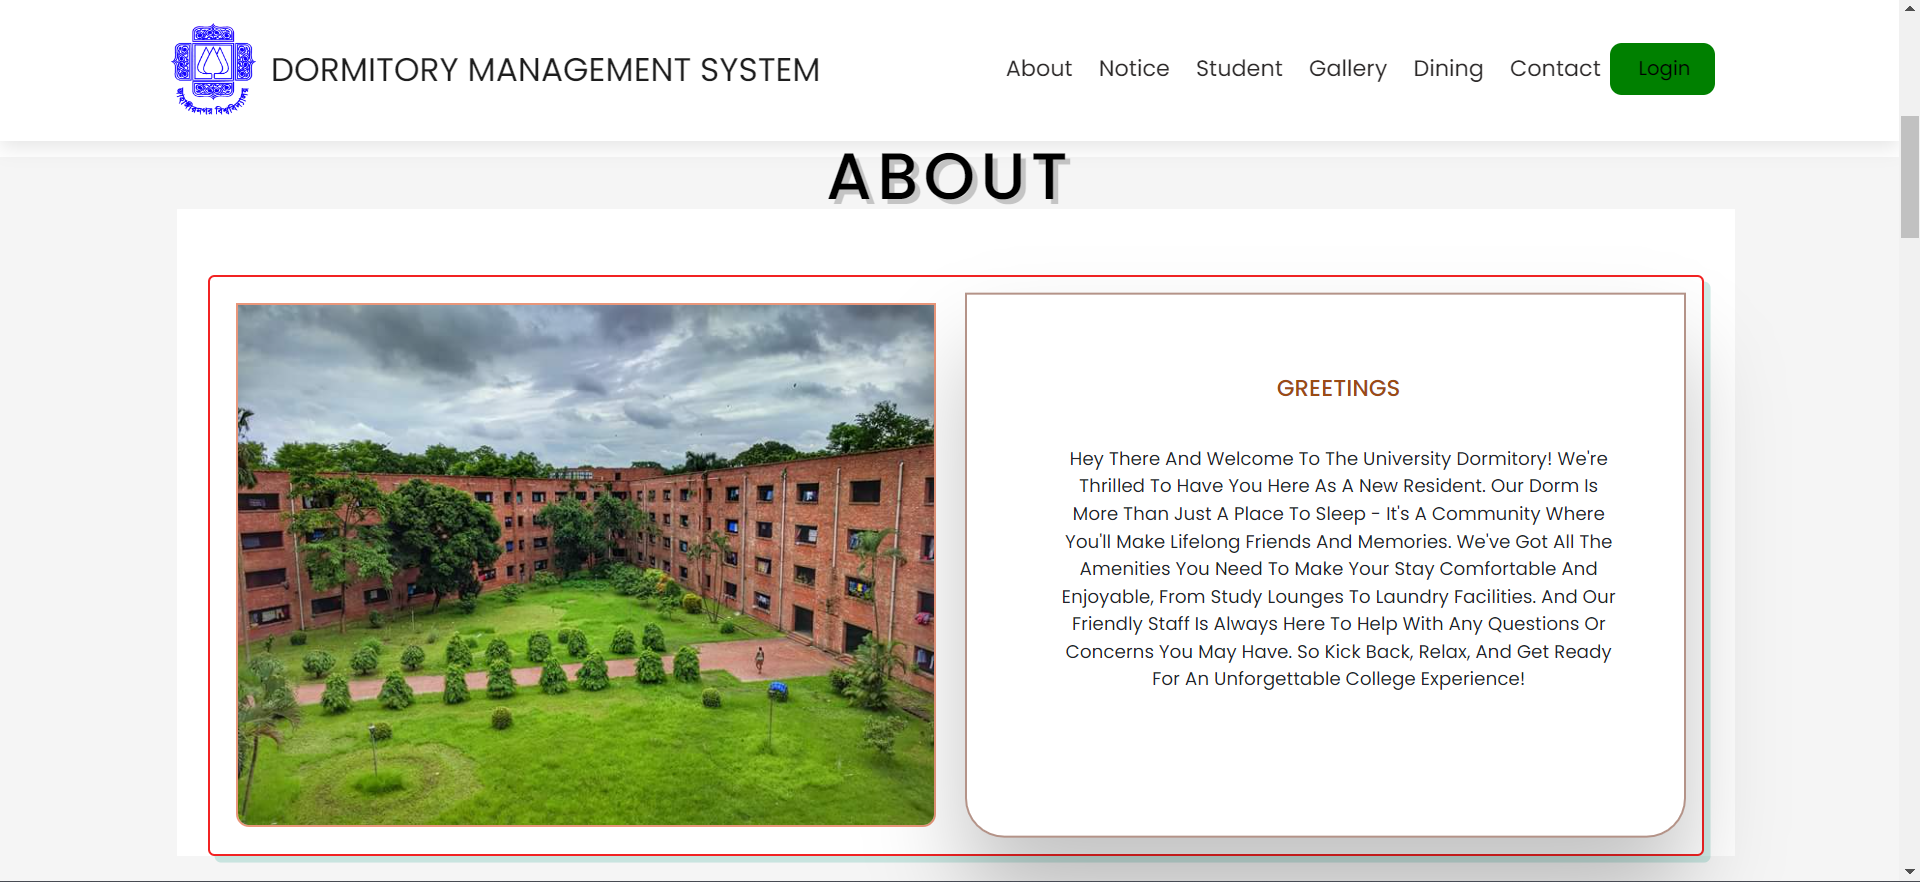 জাহাঙ্গীরনগর বিশ্ববিদ্যালয়
DORMITORY MANAGEMENT SYSTEM
About Notice Student Gallery Dining Contact Login
ABOUT
GREETINGS
Hey There And Welcome To The University Dormitory! We're
Thrilled To Have You Here As A New Resident. Our Dorm Is
More Than Just A Place To Sleep - It's A Community Where
You'll Make Lifelong Friends And Memories. We've Got All The
Amenities You Need To Make Your Stay Comfortable And
Enjoyable, From Study Lounges To Laundry Facilities. And Our
Friendly Staff Is Always Here To Help With Any Questions Or
Concerns You May Have. So Kick Back, Relax, And Get Ready
For An Unforgettable College Experience!